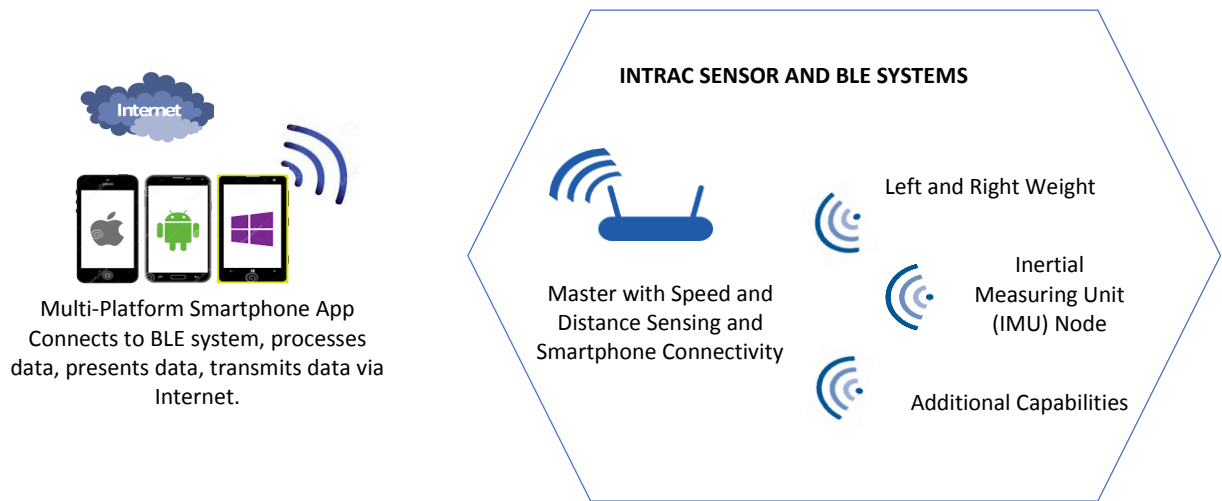 Internet
Multi-Platform Smartphone App
Connects to BLE system, processes
data, presents data, transmits data via
Internet.
INTRAC SENSOR AND BLE SYSTEMS
Master with Speed and
Distance Sensing and
Smartphone Connectivity
Left and Right Weight
Inertial
Measuring Unit
(IMU) Node
Additional Capabilities